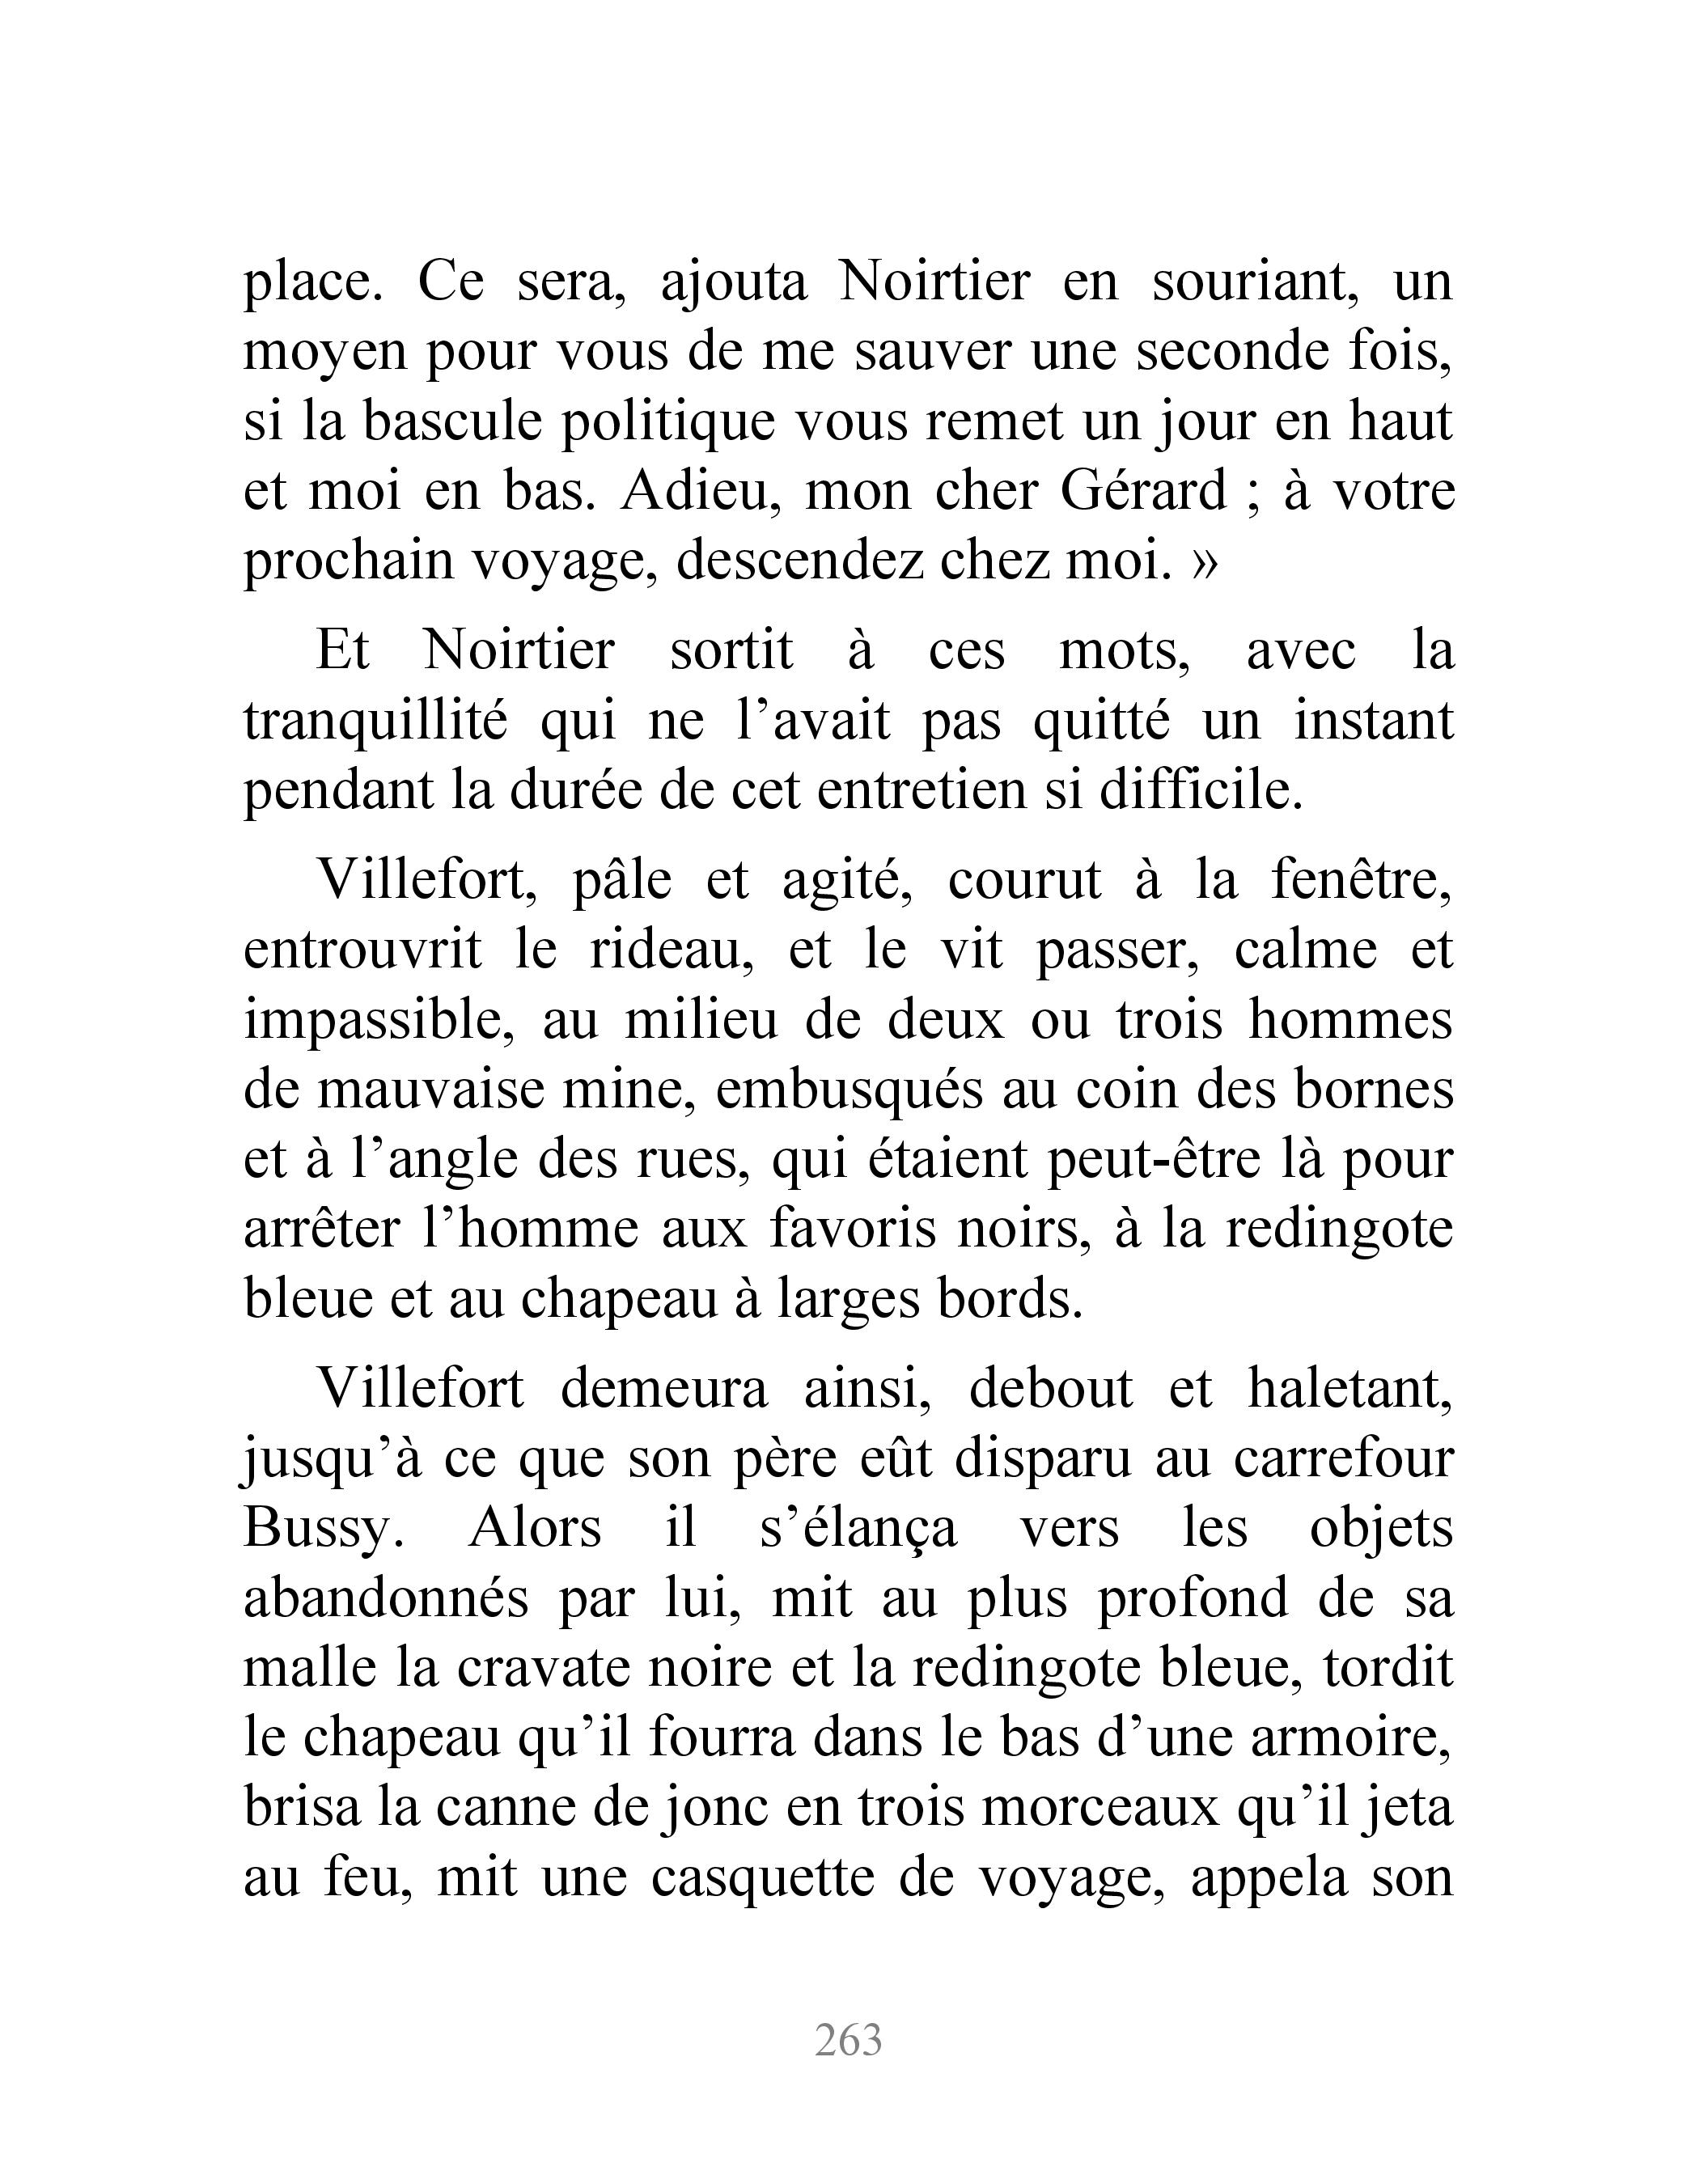 place. Ce sera, ajouta Noirtier en souriant, un
moyen pour vous de me sauver une seconde fois,
si la bascule politique vous remet un jour en haut
et moi en bas. Adieu, mon cher Gérard ; à votre
prochain voyage, descendez chez moi. »
Et Noirtier sortit à ces mots, avec la
tranquillité qui ne l’avait pas quitté un instant
pendant la durée de cet entretien si difficile.
Villefort, pâle et agité, courut à la fenêtre,
entrouvrit le rideau, et le vit passer, calme et
impassible, au milieu de deux ou trois hommes
de mauvaise mine, embusqués au coin des bornes
et à l’angle des rues, qui étaient peut-être là pour
arrêter l’homme aux favoris noirs, à la redingote
bleue et au chapeau à larges bords.
Villefort demeura ainsi, debout et haletant,
jusqu’à ce que son père eût disparu au carrefour
Bussy. Alors il s’élança vers les objets
abandonnés par lui, mit au plus profond de sa
malle la cravate noire et la redingote bleue, tordit
le chapeau qu’il fourra dans le bas d’une armoire,
brisa la canne de jonc en trois morceaux qu’il jeta
au feu, mit une casquette de voyage, appela son
263